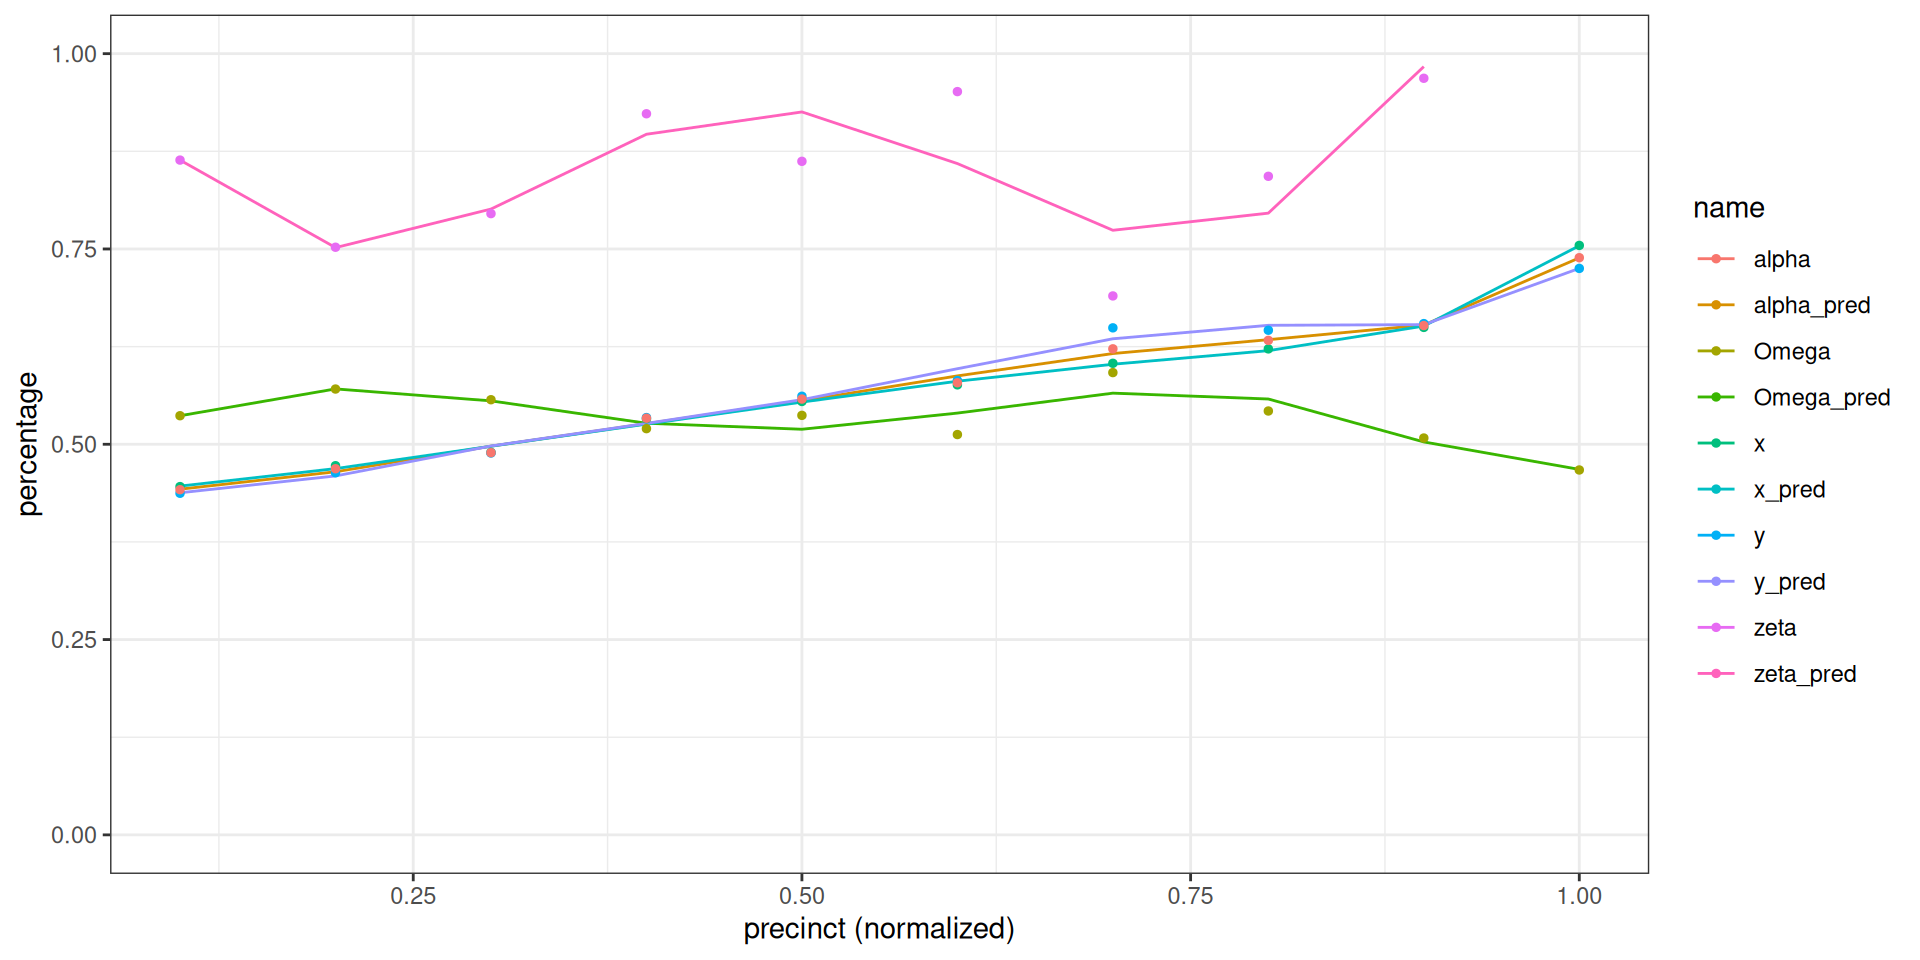 1.00
0.75
0.50
0.25
0.00
percentage
0.25 0.50 0.75 1.00
precinct (normalized)
name
alpha
alpha_pred
Omega
Omega_pred
x
x_pred
y
y_pred
zeta
zeta_pred